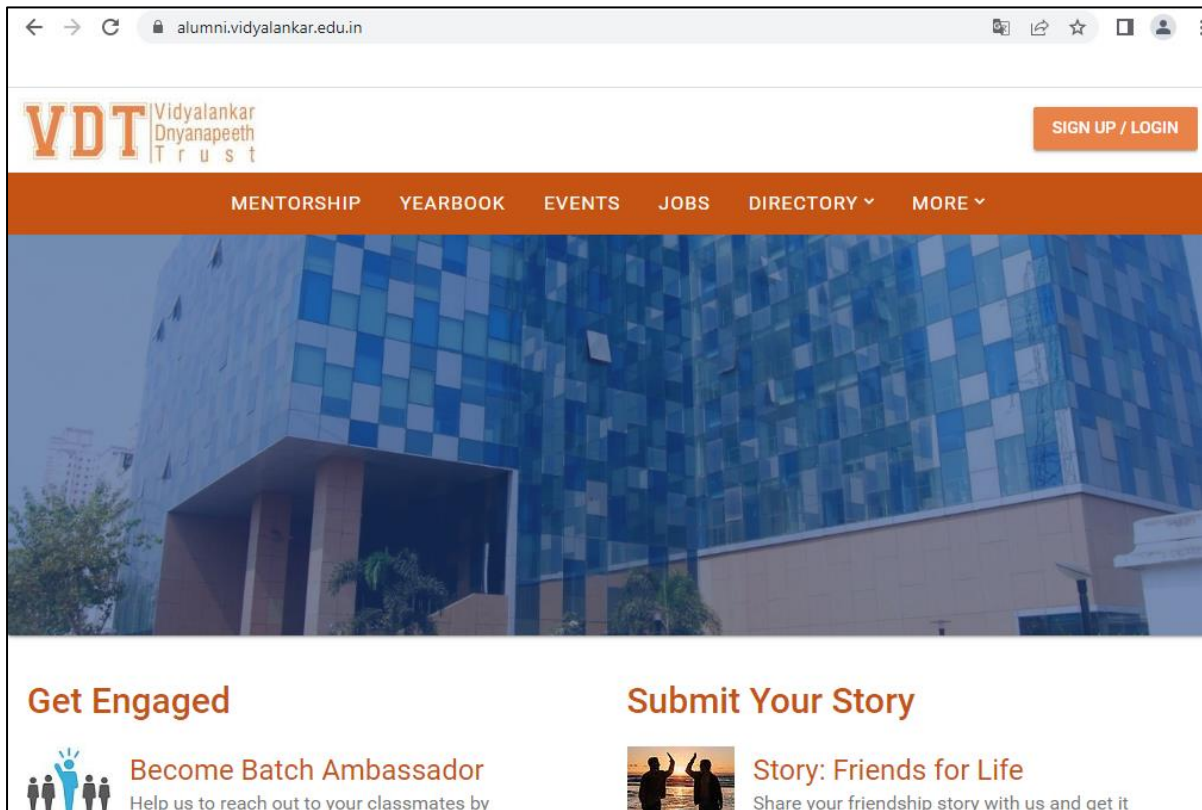 alumni.vidyalankar.edu.in
VDT Vidyalankar
Dnyanapeeth
Trust
SIGN UP / LOGIN
MENTORSHIP YEARBOOK EVENTS JOBS DIRECTORY MORE
Get Engaged
Become Batch Ambassador
Help us to reach out to your classmates by
Submit Your Story
Story: Friends for Life
Share your friendship story with us and get it